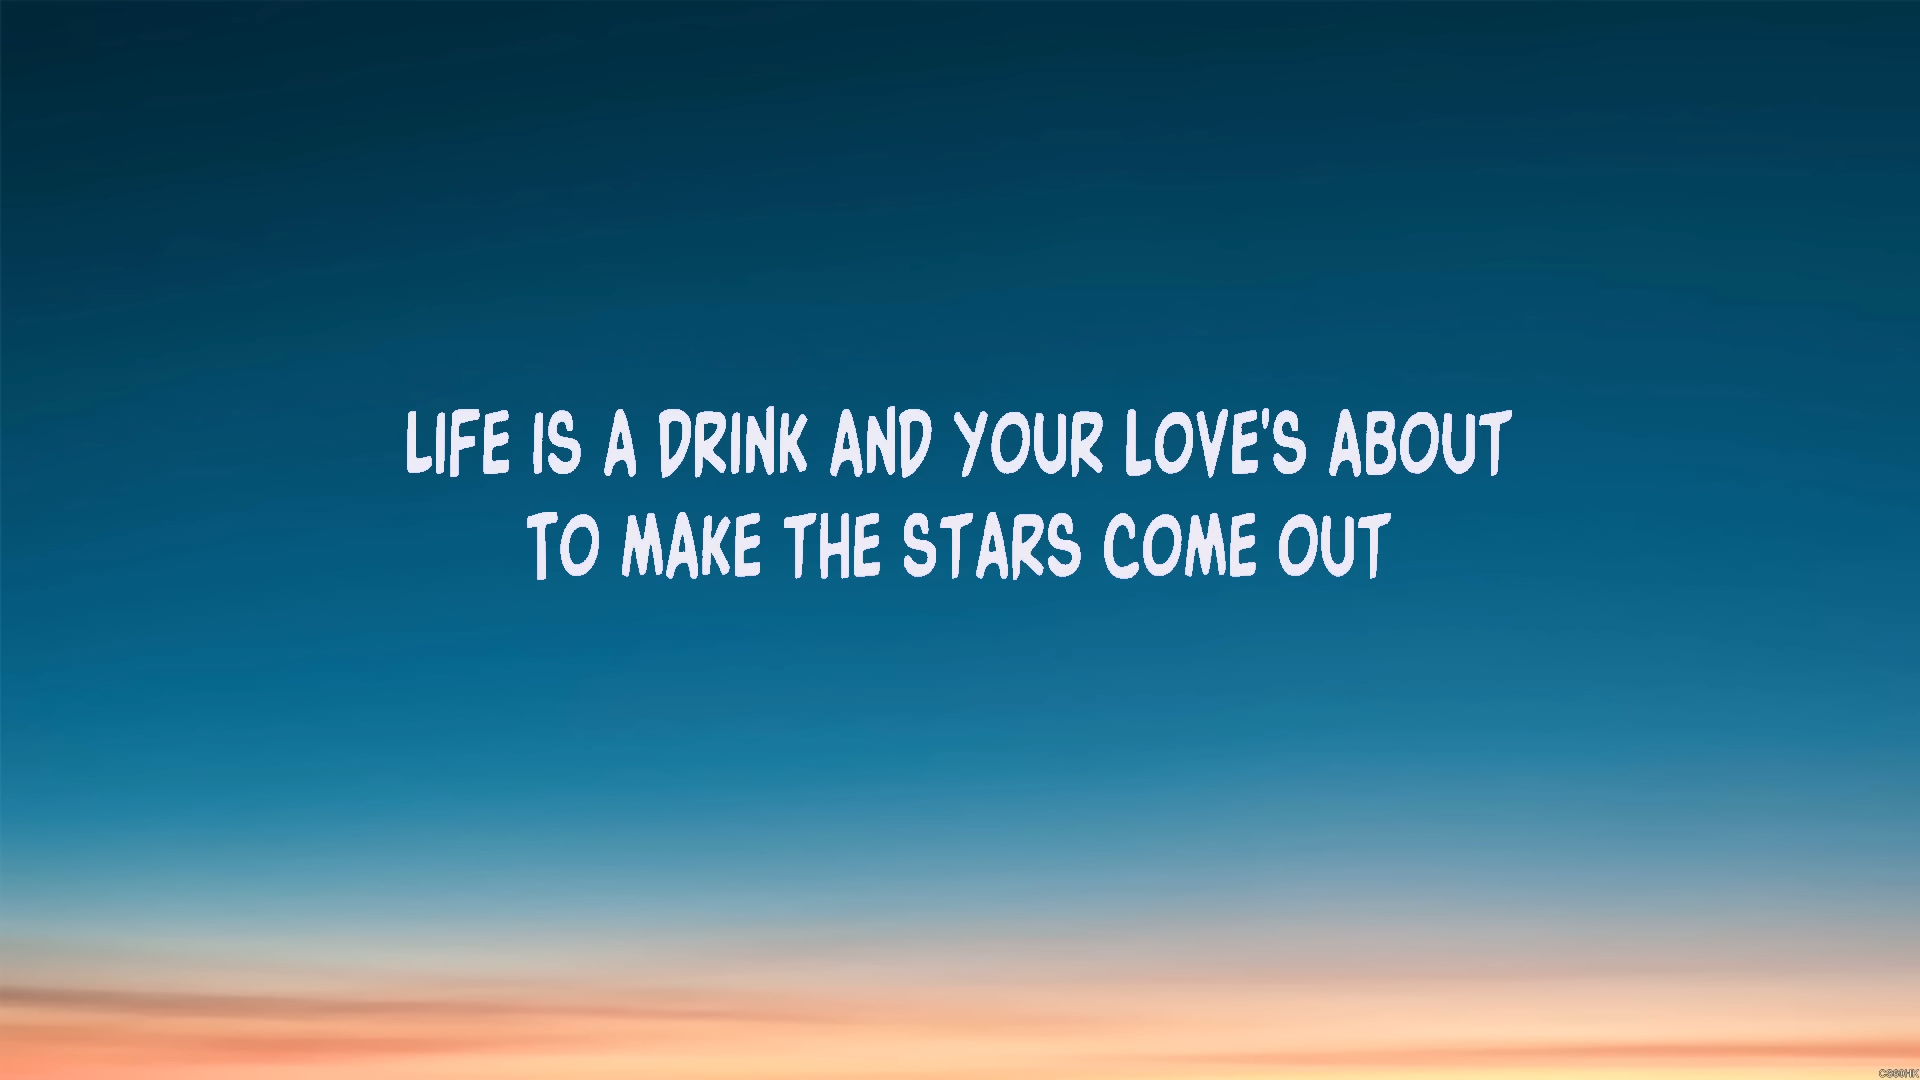 LIFE IS A DRINK AND YOUR LOVE'S ABOUT
TO MAKE THE STARS COME OUT